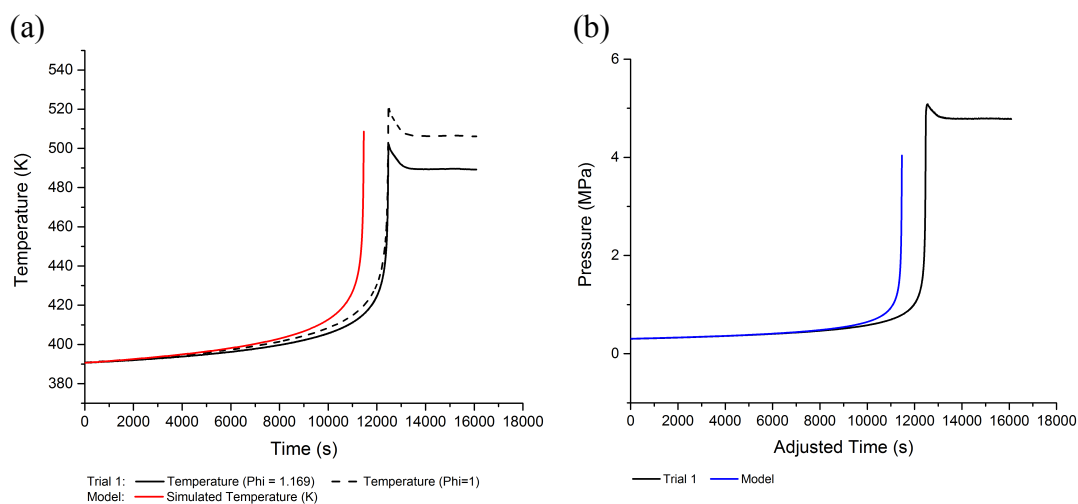 (a)
540
520
500
480
460
440
420
400
380
Temperature (K)
0 2000 4000 6000 8000 10000 12000 14000 16000 18000
Time (s)
Trial 1: Temperature (Phi = 1.169) Temperature (Phi=1)
Model: Simulated Temperature (K)
(b)
6
4
2
0
Pressure (MPa)
0 2000 4000 6000 8000 10000 12000 14000 16000 18000
Adjusted Time (s)
Trial 1 Model